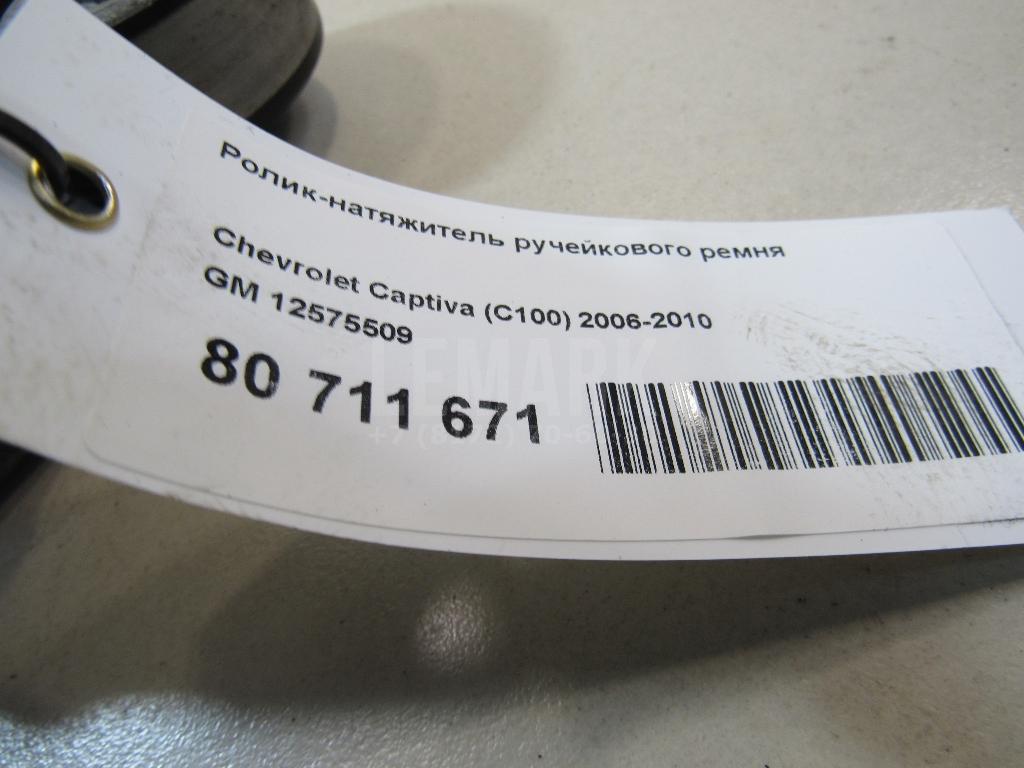 Ролик-натяжитель ручейкового ремня
Chevrolet Captiva (C100) 2006-2010
GM 12575509
80 711 671
LEMARK